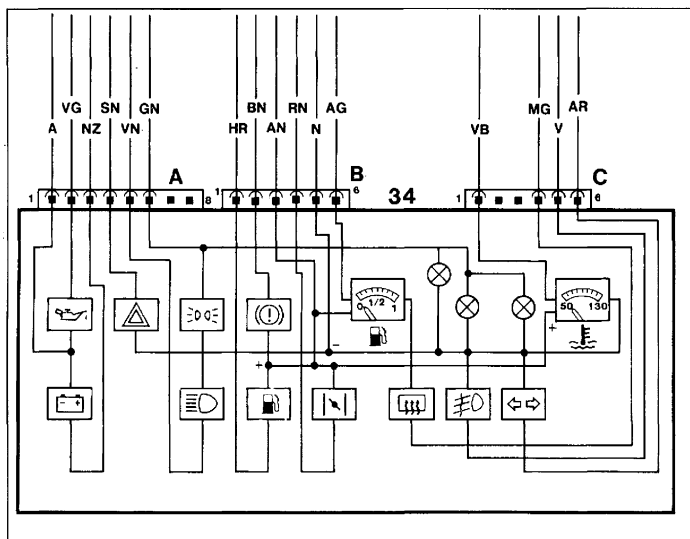 A VG NZ SN VN GN
HR BN AN RN N AG
VB MG V AR
1 A 8
1 B 6
34
1 C 6
0 1/2 1
50 130
+ -
+
- +